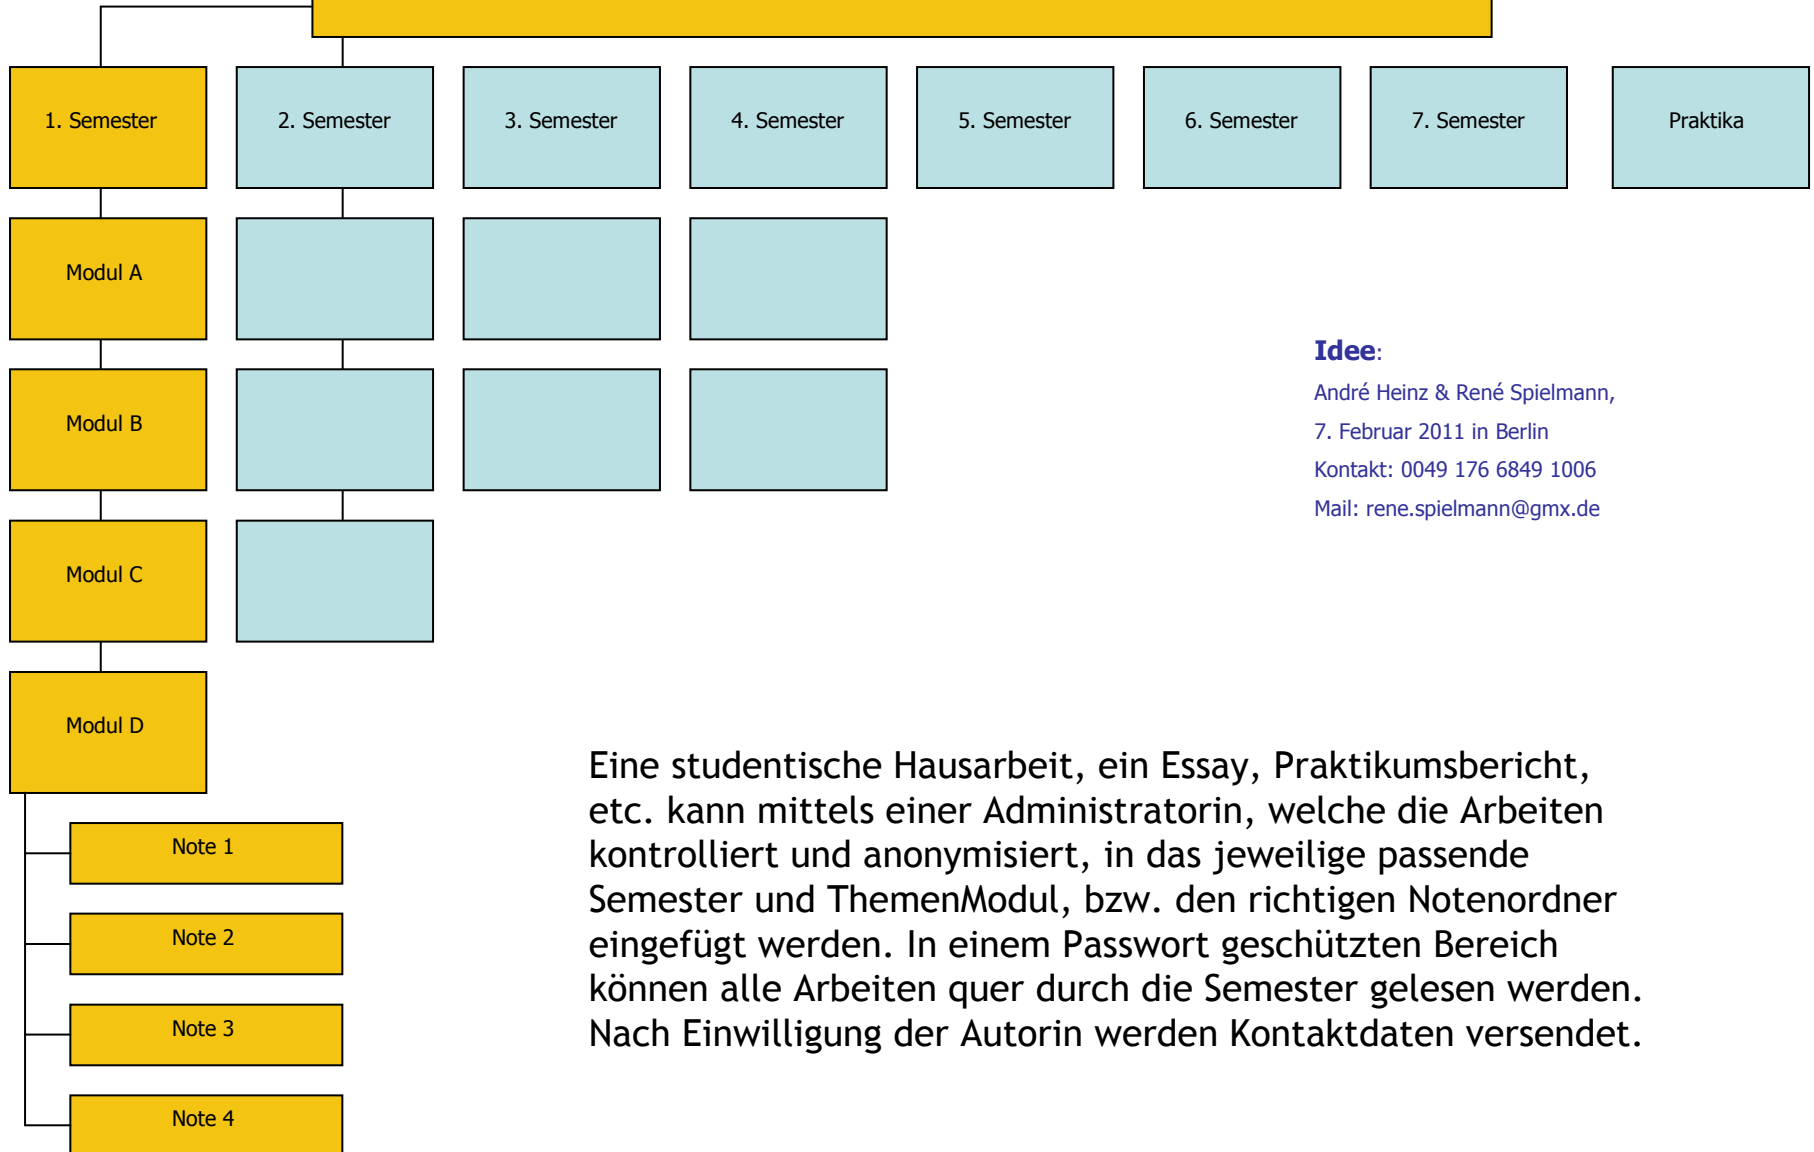 1. Semester
2. Semester
3. Semester
4. Semester
5. Semester
6. Semester
7. Semester
Praktika
Modul A
Modul B
Modul C
Modul D
Note 1
Note 2
Note 3
Note 4
Idee:
André Heinz & René Spielmann,
7. Februar 2011 in Berlin
Kontakt: 0049 176 6849 1006
Mail: rene.spielmann@gmx.de
Eine studentische Hausarbeit, ein Essay, Praktikumsbericht,
etc. kann mittels einer Administratorin, welche die Arbeiten
kontrolliert und anonymisiert, in das jeweilige passende
Semester und ThemenModul, bzw. den richtigen Notenordner
eingefügt werden. In einem Passwort geschützten Bereich
können alle Arbeiten quer durch die Semester gelesen werden.
Nach Einwilligung der Autorin werden Kontaktdaten versendet.